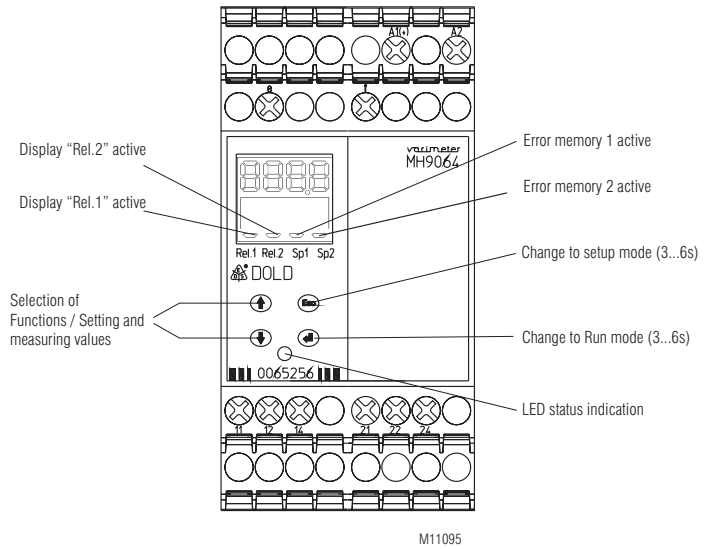 A1(+) A2
e i
varimeter
MH9064
Error memory 1 active
Display "Rel.2" active
Error memory 2 active
Display "Rel.1" active
Rel.1 Rel.2 Sp1 Sp2
DOLD
Change to setup mode (3...6s)
Esc
Selection of
Functions / Setting and
measuring values
Change to Run mode (3...6s)
0065256
LED status indication
11 12 14 21 22 24
M11095